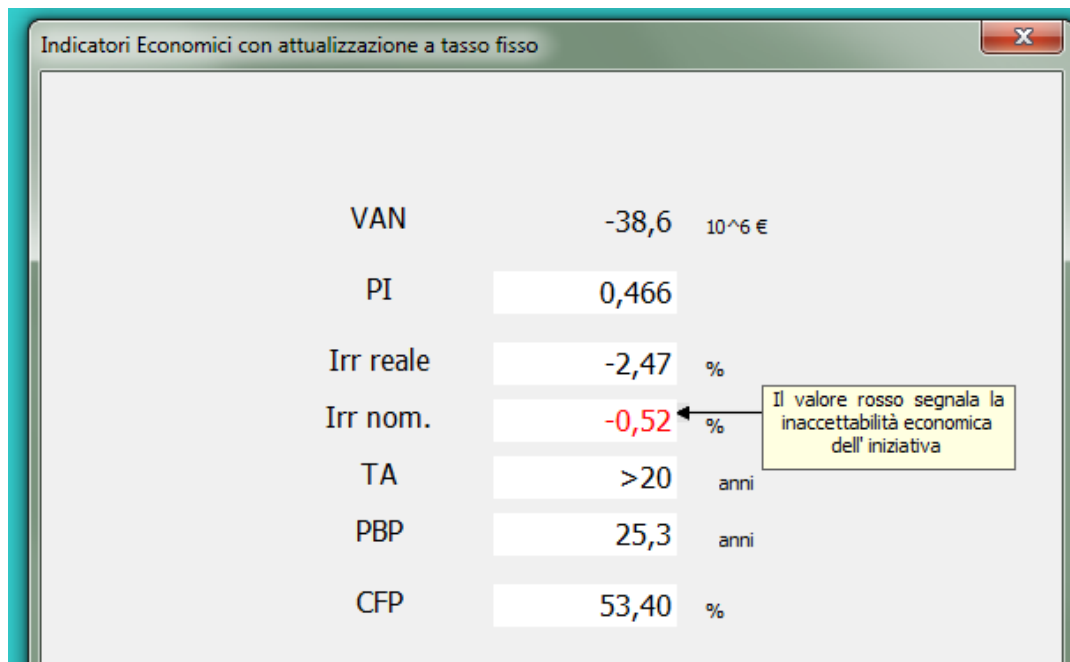 Indicatori Economici con attualizzazione a tasso fisso
VAN -38,6 10^6 €
PI 0,466
Irr reale -2,47 %
Irr nom. -0,52 %
Il valore rosso segnala la
inaccettabilità economica
dell' iniziativa
TA >20 anni
PBP 25,3 anni
CFP 53,40 %